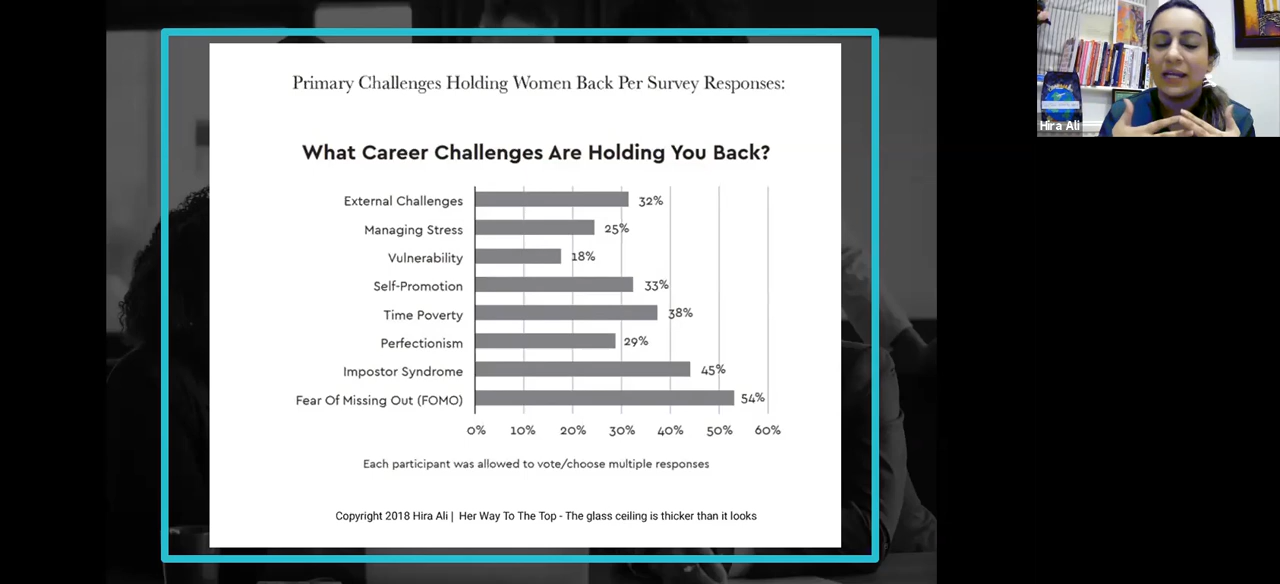 Primary Challenges Holding Women Back Per Survey Responses:
What Career Challenges Are Holding You Back?
External Challenges 32%
Managing Stress 25%
Vulnerability 18%
Self-Promotion 33%
Time Poverty 38%
Perfectionism 29%
Impostor Syndrome 45%
Fear Of Missing Out (FOMO) 54%
0% 10% 20% 30% 40% 50% 60%
Each participant was allowed to vote/choose multiple responses
Copyright 2018 Hira Ali | Her Way To The Top - The glass ceiling is thicker than it looks
Hira Ali